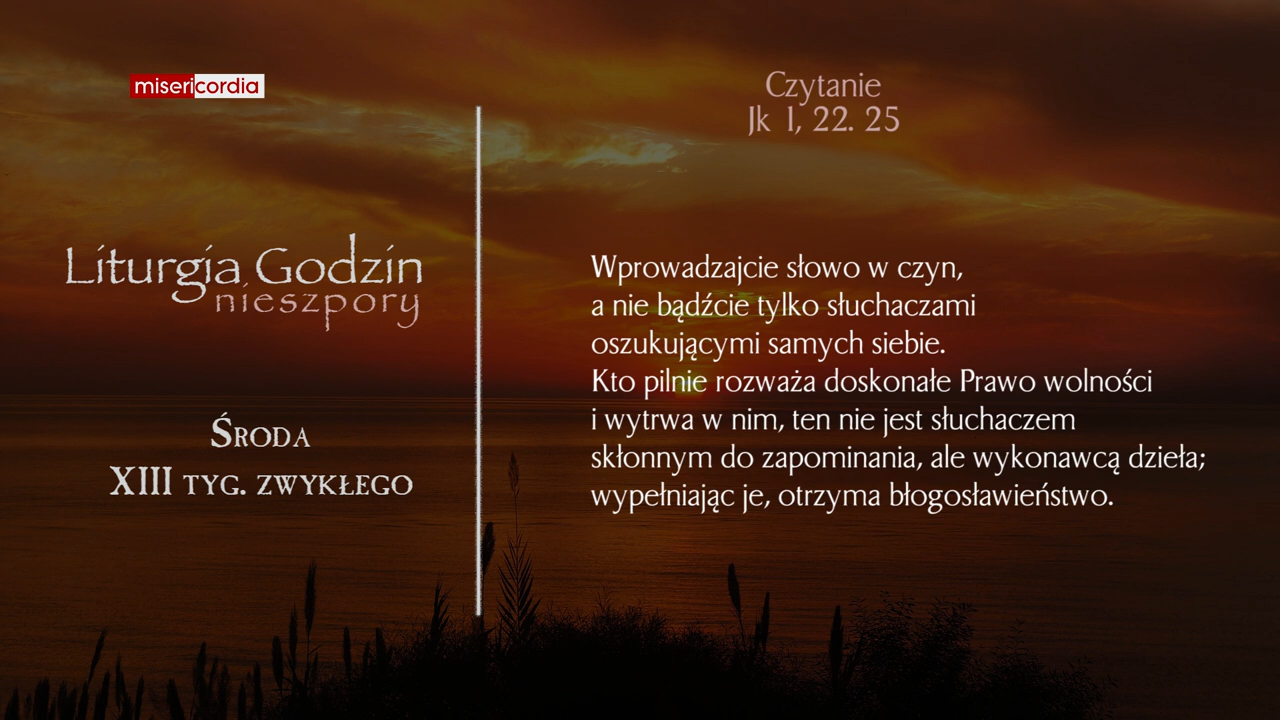 misericordia
Liturgia Godzin
nieszpory
Środa
XIII tyg. zwykłego
Czytanie
Jk 1, 22. 25
Wprowadzajcie słowo w czyn,
a nie bądźcie tylko słuchaczami
oszukującymi samych siebie.
Kto pilnie rozważa doskonałe Prawo wolności
i wytrwa w nim, ten nie jest słuchaczem
skłonnym do zapominania, ale wykonawcą dzieła;
wypełniając je, otrzyma błogosławieństwo.